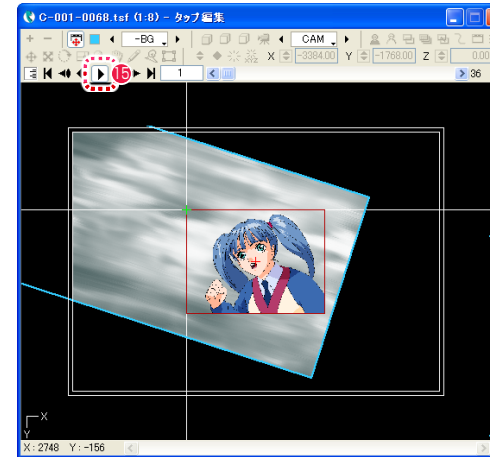 C-001-0068.tsf (1:8) - タップ編集
-BG CAM
X -3384.00 Y -1768.00 Z 0.00
15 1 36
X
Y
X : 2748 Y : -156